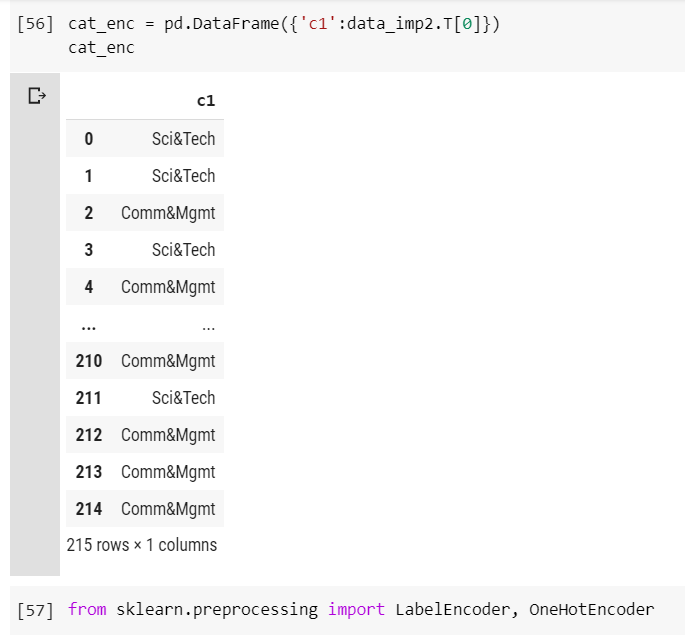 [56] cat_enc = pd.DataFrame({'c1':data_imp2.T[0]})
cat_enc
c1
0 Sci&Tech
1 Sci&Tech
2 Comm&Mgmt
3 Sci&Tech
4 Comm&Mgmt
... ...
210 Comm&Mgmt
211 Sci&Tech
212 Comm&Mgmt
213 Comm&Mgmt
214 Comm&Mgmt
215 rows × 1 columns
[57] from sklearn.preprocessing import LabelEncoder, OneHotEncoder